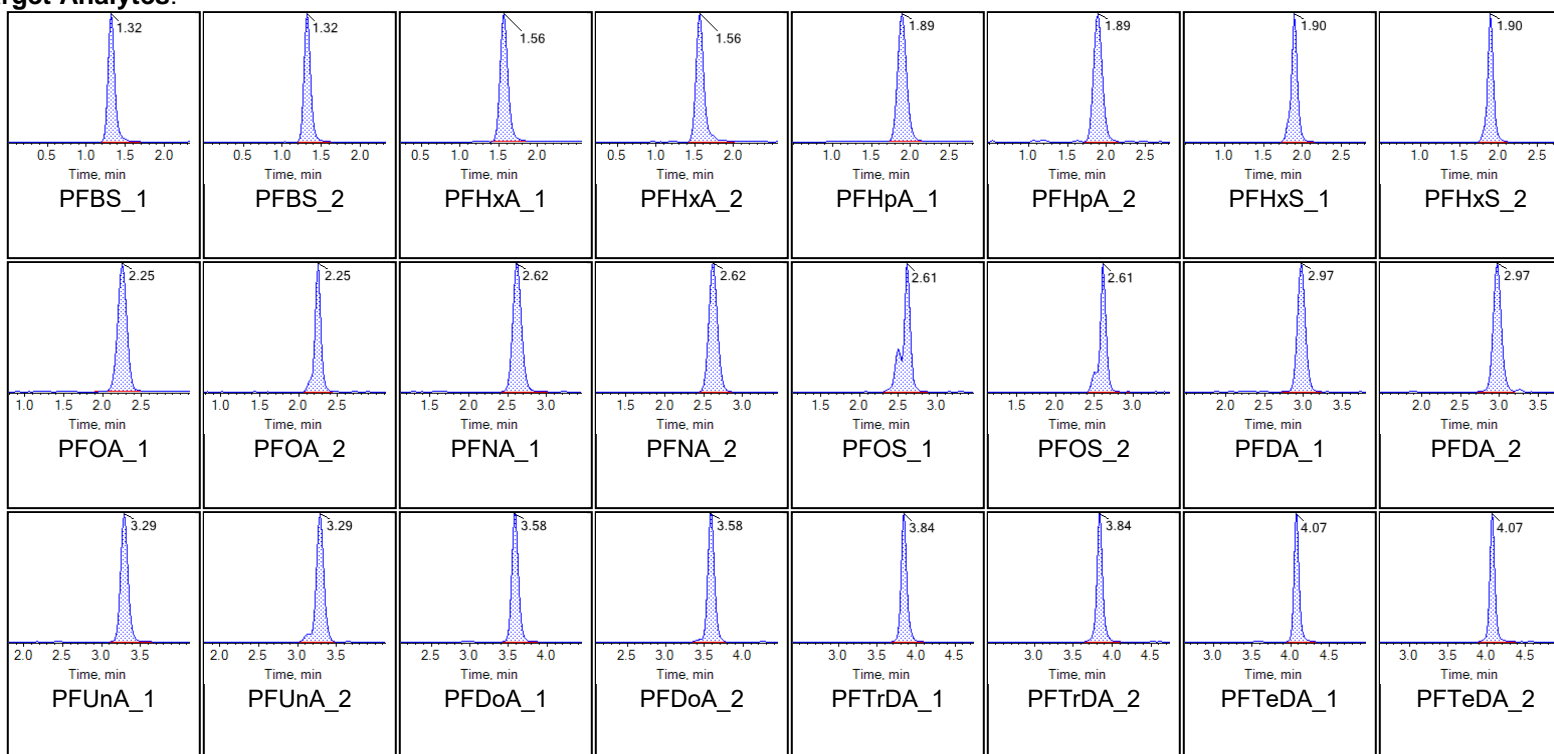 arget Analytes:
1.32 1.32 1.56 1.56 1.89 1.89 1.90 1.90
0.5 1.0 1.5 2.0 0.5 1.0 1.5 2.0 0.5 1.0 1.5 2.0 0.5 1.0 1.5 2.0 1.0 1.5 2.0 2.5 1.0 1.5 2.0 2.5 1.0 1.5 2.0 2.5 1.0 1.5 2.0 2.5
Time, min Time, min Time, min Time, min Time, min Time, min Time, min Time, min
PFBS_1 PFBS_2 PFHxA_1 PFHxA_2 PFHpA_1 PFHpA_2 PFHxS_1 PFHxS_2
2.25 2.25 2.62 2.62 2.61 2.61 2.97 2.97
1.0 1.5 2.0 2.5 1.0 1.5 2.0 2.5 1.5 2.0 2.5 3.0 1.5 2.0 2.5 3.0 1.5 2.0 2.5 3.0 1.5 2.0 2.5 3.0 2.0 2.5 3.0 3.5 2.0 2.5 3.0 3.5
Time, min Time, min Time, min Time, min Time, min Time, min Time, min Time, min
PFOA_1 PFOA_2 PFNA_1 PFNA_2 PFOS_1 PFOS_2 PFDA_1 PFDA_2
3.29 3.29 3.58 3.58 3.84 3.84 4.07 4.07
2.0 2.5 3.0 3.5 2.0 2.5 3.0 3.5 2.5 3.0 3.5 4.0 2.5 3.0 3.5 4.0 3.0 3.5 4.0 4.5 3.0 3.5 4.0 4.5 3.0 3.5 4.0 4.5 3.0 3.5 4.0 4.5
Time, min Time, min Time, min Time, min Time, min Time, min Time, min Time, min
PFUnA_1 PFUnA_2 PFDoA_1 PFDoA_2 PFTrDA_1 PFTrDA_2 PFTeDA_1 PFTeDA_2